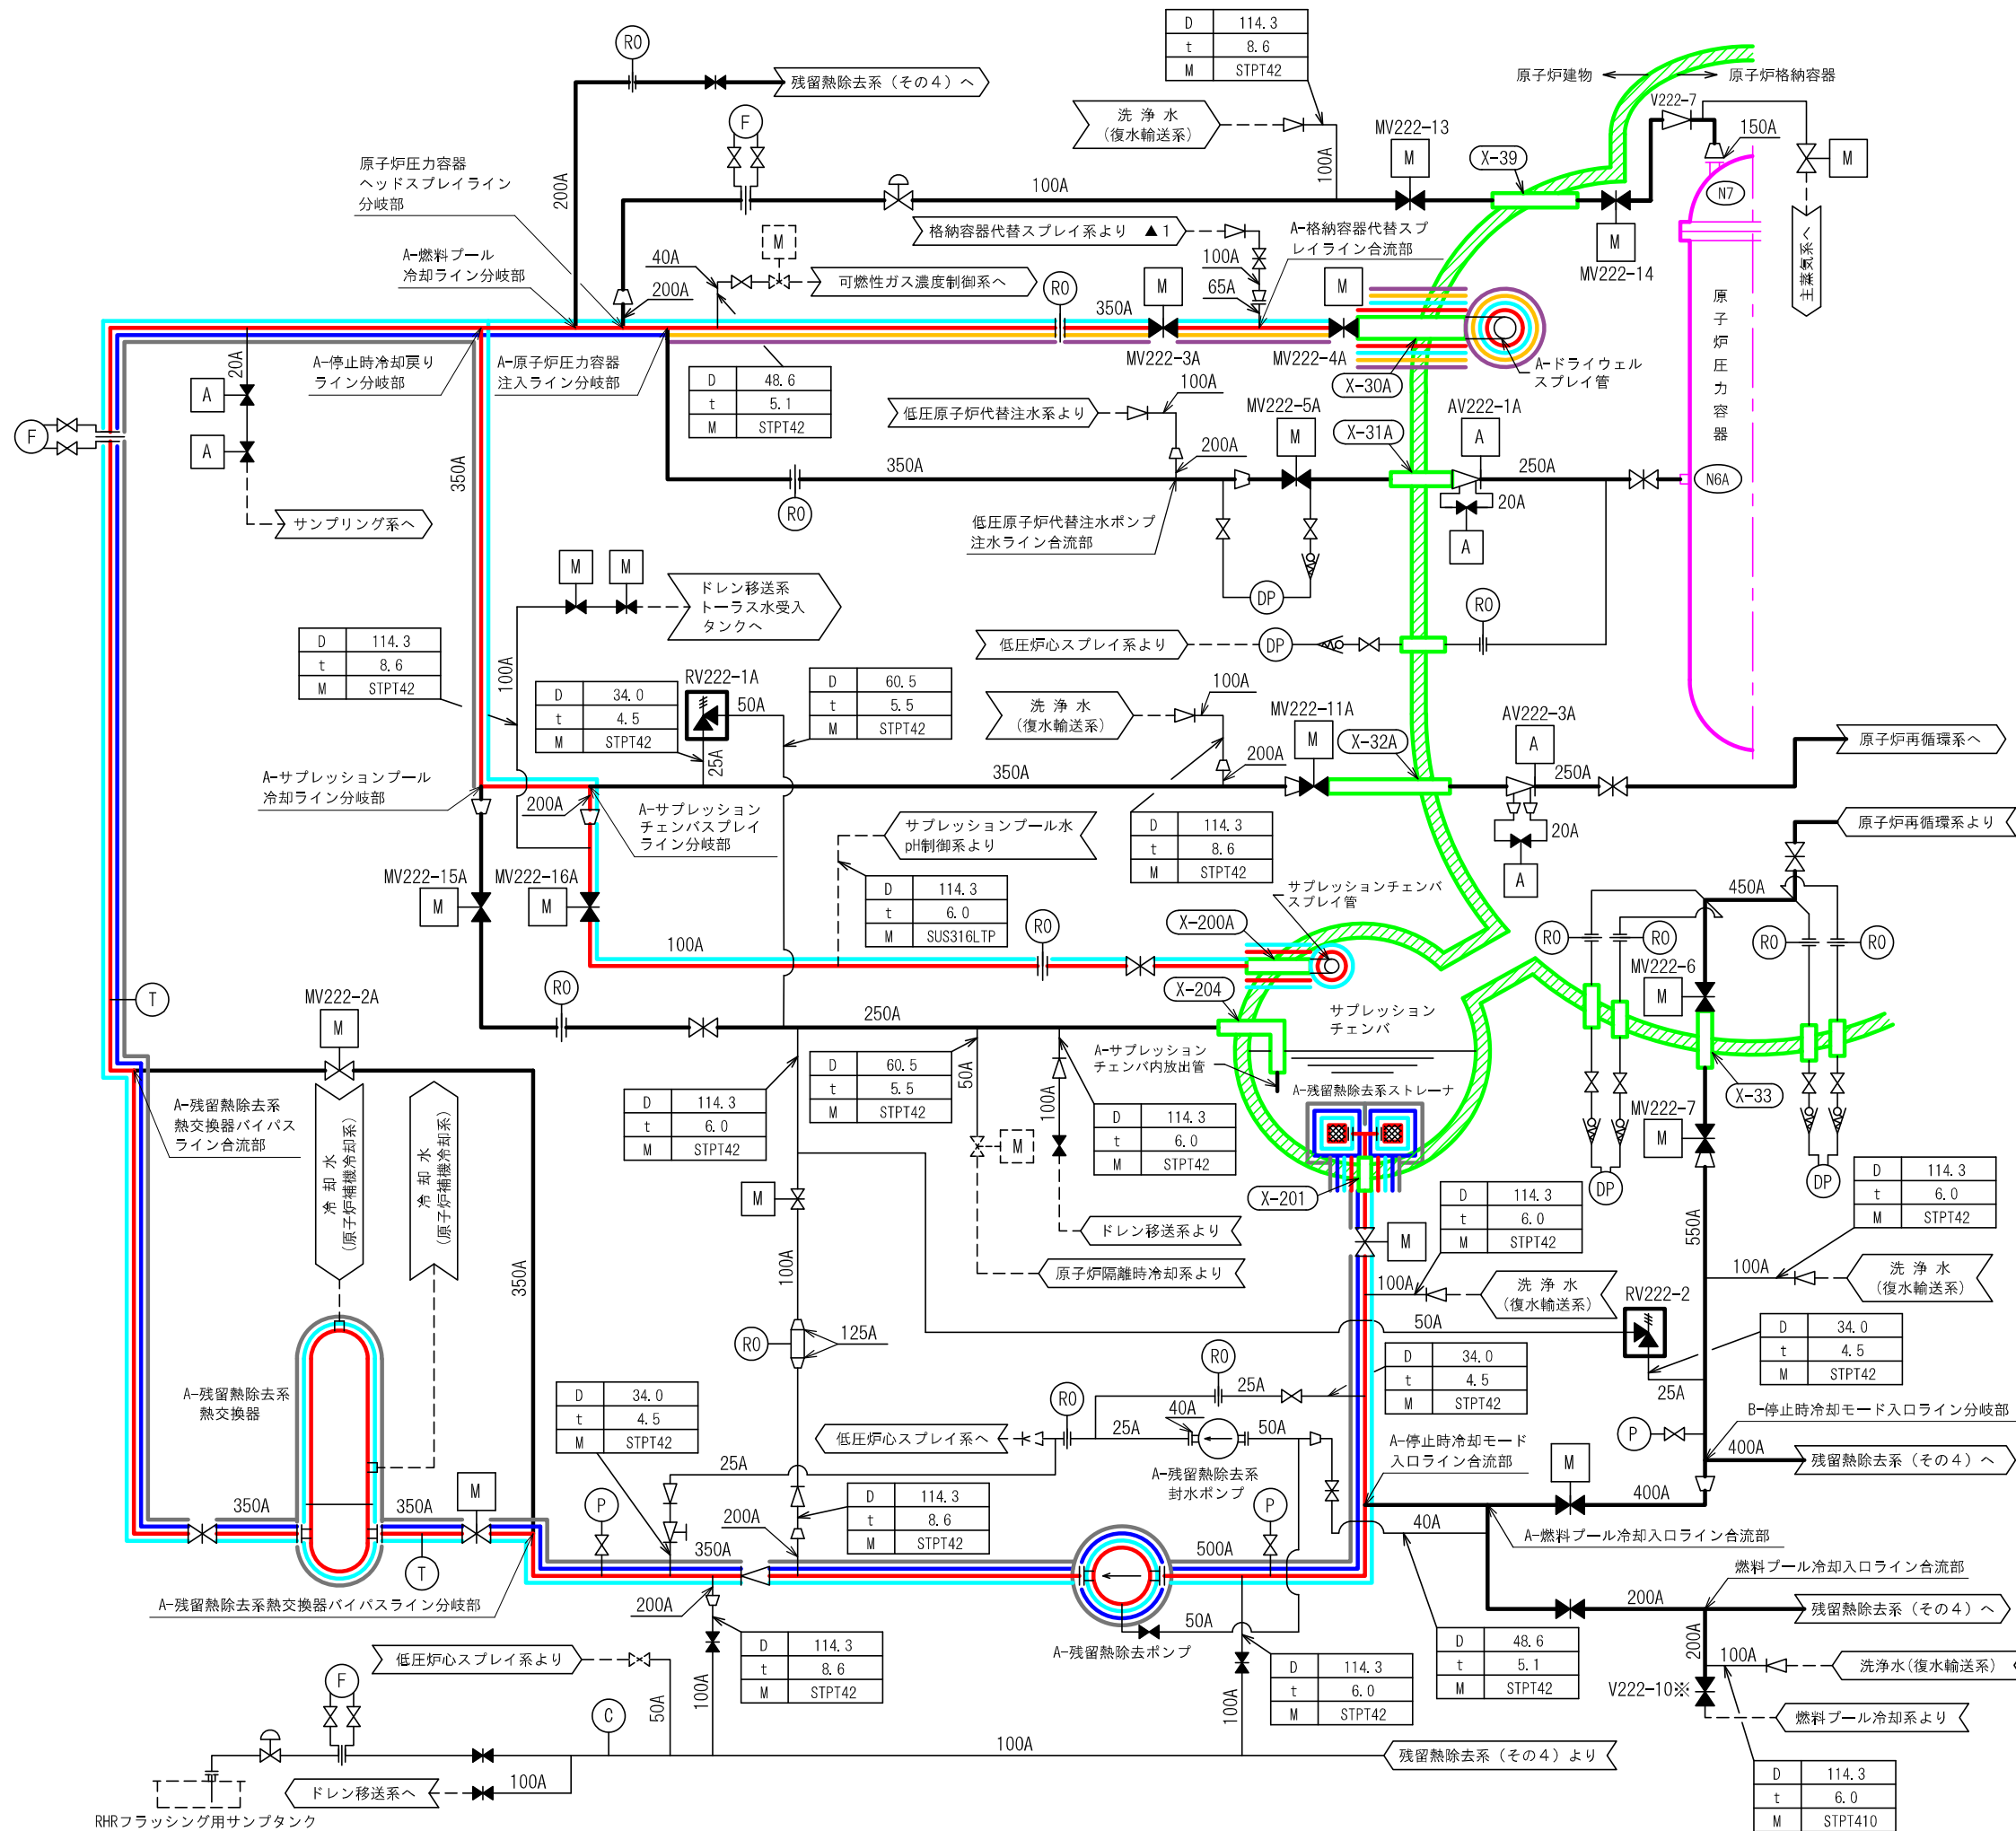 D 114.3
t 8.6
M STPT42
RO
残留熱除去系（その４）へ
原子炉建物
原子炉格納容器
V222-7
洗 浄 水
(復水輸送系)
MV222-13
M
X-39
150A
M
F
原子炉圧力容器
ヘッドスプレイライン
分岐部
200A
100A
100A
N7
格納容器代替スプレイ系より ▲１
A-格納容器代替スプ
レイライン合流部
M
MV222-14
主蒸気系へ
A-燃料プール
冷却ライン分岐部
M
40A
可燃性ガス濃度制御系へ
100A
65A
200A
RO
350A
M
M
原子炉圧力容器
20A
A-停止時冷却戻り
ライン分岐部
A-原子炉圧力容器
注入ライン分岐部
MV222-3A
MV222-4A
A-ドライウェル
スプレイ管
X-30A
D 48.6
t 5.1
M STPT42
A
A
F
350A
低圧原子炉代替注水系より
100A
MV222-5A
M
X-31A
AV222-1A
A
200A
350A
250A
N6A
RO
20A
A
サンプリング系へ
低圧原子炉代替注水ポンプ
注水ライン合流部
M
M
ドレン移送系
トーラス水受入
タンクへ
DP
RO
低圧炉心スプレイ系より
DP
D 114.3
t 8.6
M STPT42
100A
D 34.0
t 4.5
M STPT42
RV222-1A
50A
D 60.5
t 5.5
M STPT42
洗 浄 水
(復水輸送系)
100A
MV222-11A
M
X-32A
AV222-3A
A
原子炉再循環へ
25A
350A
200A
250A
A-サプレッションプール
冷却ライン分岐部
200A
A-サプレッション
チェンバスプレイ
ライン分岐部
サプレッションプール水
pH制御系より
D 114.3
t 8.6
M STPT42
20A
A
原子炉再循環系より
MV222-15A
M
MV222-16A
M
D 114.3
t 6.0
M SUS316LTP
サプレッションチェンバ
スプレイ管
450A
X-200A
100A
RO
RO
RO
RO
RO
MV222-6
M
X-204
T
MV222-2A
M
RO
250A
サプレッション
チェンバ
A-サプレッション
チェンバ内放出管
A-残留熱除去系ストレーナ
X-33
MV222-7
M
D 114.3
t 6.0
M STPT42
D 60.5
t 5.5
M STPT42
50A
100A
D 114.3
t 6.0
M STPT42
M
A-残留熱除去系
熱交換器バイパス
ライン合流部
冷 却 水
(原子炉補機冷却系)
冷 却 水
(原子炉補機冷却系)
350A
M
X-201
DP
DP
D 114.3
t 6.0
M STPT42
D 114.3
t 6.0
M STPT42
ドレン移送系より
M
550A
100A
原子炉隔離時冷却系より
100A
洗 浄 水
(復水輸送系)
100A
洗 浄 水
(復水輸送系)
RV222-2
50A
RO
125A
D 34.0
t 4.5
M STPT42
D 34.0
t 4.5
M STPT42
25A
A-残留熱除去系
熱交換器
D 34.0
t 4.5
M STPT42
RO
25A
RO
低圧炉心スプレイ系へ
25A
40A
50A
A-残留熱除去系
封水ポンプ
A-停止時冷却モード
入口ライン合流部
B-停止時冷却モード入口ライン分岐部
P
400A
残留熱除去系（その４）へ
M
400A
25A
350A
350A
M
P
D 114.3
t 8.6
M STPT42
P
40A
A-燃料プール冷却入口ライン合流部
T
350A
200A
500A
燃料プール冷却入口ライン合流部
A-残留熱除去系熱交換器バイパスライン分岐部
200A
50A
A-残留熱除去ポンプ
200A
残留熱除去系（その４）へ
D 114.3
t 8.6
M STPT42
D 114.3
t 6.0
M STPT42
D 48.6
t 5.1
M STPT42
200A
100A
洗浄水(復水輸送系)
低圧炉心スプレイ系より
F
50A
100A
100A
C
V222-10※
燃料プール冷却系より
100A
残留熱除去系（その４）より
ドレン移送系へ
100A
RHRフラッシング用サンプタンク
D 114.3
t 6.0
M STPT410